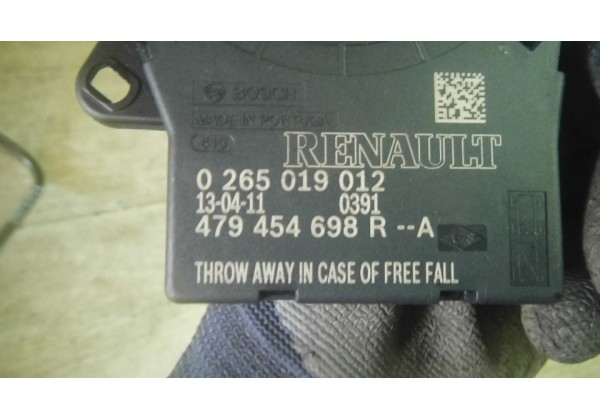 BOSCH
MADE IN PORTUGAL
RENAULT
0 265 019 012
13-04-11 0391
479 454 698 R --A
THROW AWAY IN CASE OF FREE FALL